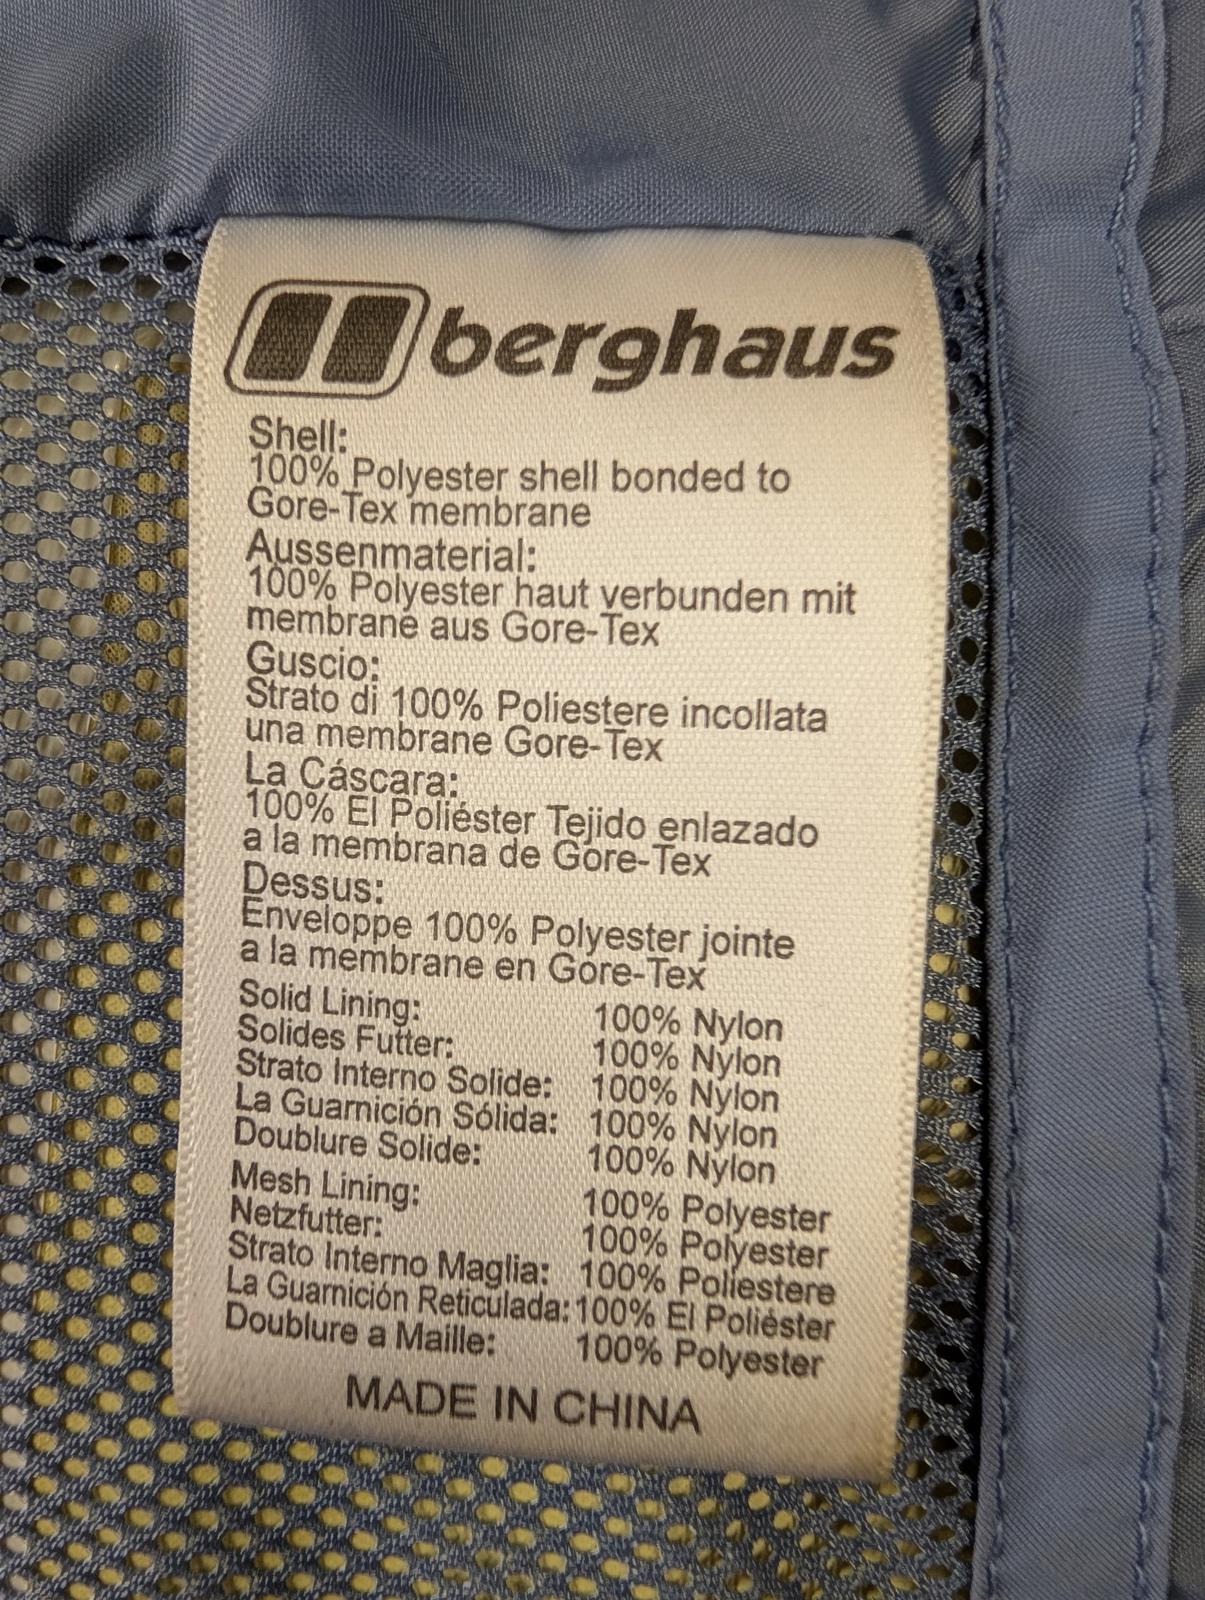 berghaus
Shell:
100% Polyester shell bonded to
Gore-Tex membrane
Aussenmaterial:
100% Polyester haut verbunden mit
membrane aus Gore-Tex
Guscio:
Strato di 100% Poliestere incollata
una membrane Gore-Tex
La Cáscara:
100% El Poliéster Tejido enlazado
a la membrana de Gore-Tex
Dessus:
Enveloppe 100% Polyester jointe
a la membrane en Gore-Tex
Solid Lining: 100% Nylon
Solides Futter: 100% Nylon
Strato Interno Solide: 100% Nylon
La Guarnición Sólida: 100% Nylon
Doublure Solide: 100% Nylon
Mesh Lining: 100% Polyester
Netzfutter: 100% Polyester
Strato Interno Maglia: 100% Poliestere
La Guarnición Reticulada: 100% El Poliéster
Doublure a Maille: 100% Polyester
MADE IN CHINA